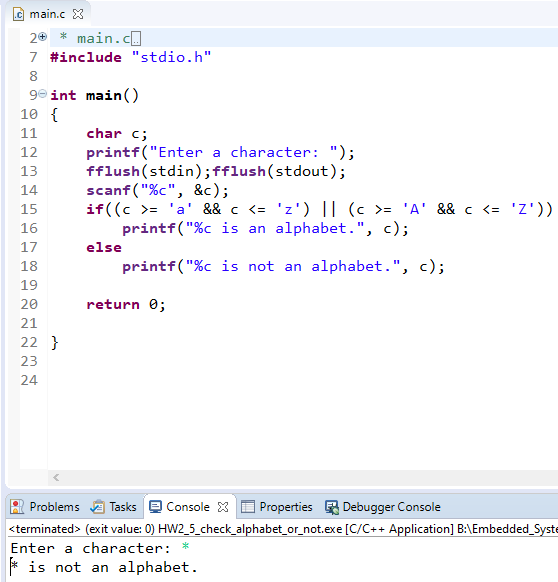 main.c
2 * main.c
7 #include "stdio.h"
8
9 int main()
10 {
11     char c;
12     printf("Enter a character: ");
13     fflush(stdin);fflush(stdout);
14     scanf("%c", &c);
15     if((c >= 'a' && c <= 'z') || (c >= 'A' && c <= 'Z'))
16         printf("%c is an alphabet.", c);
17     else
18         printf("%c is not an alphabet.", c);
19
20     return 0;
21
22 }
23
24
Problems Tasks Console Properties Debugger Console
<terminated> (exit value: 0) HW2_5_check_alphabet_or_not.exe [C/C++ Application] B:\Embedded_Syste
Enter a character: *
* is not an alphabet.